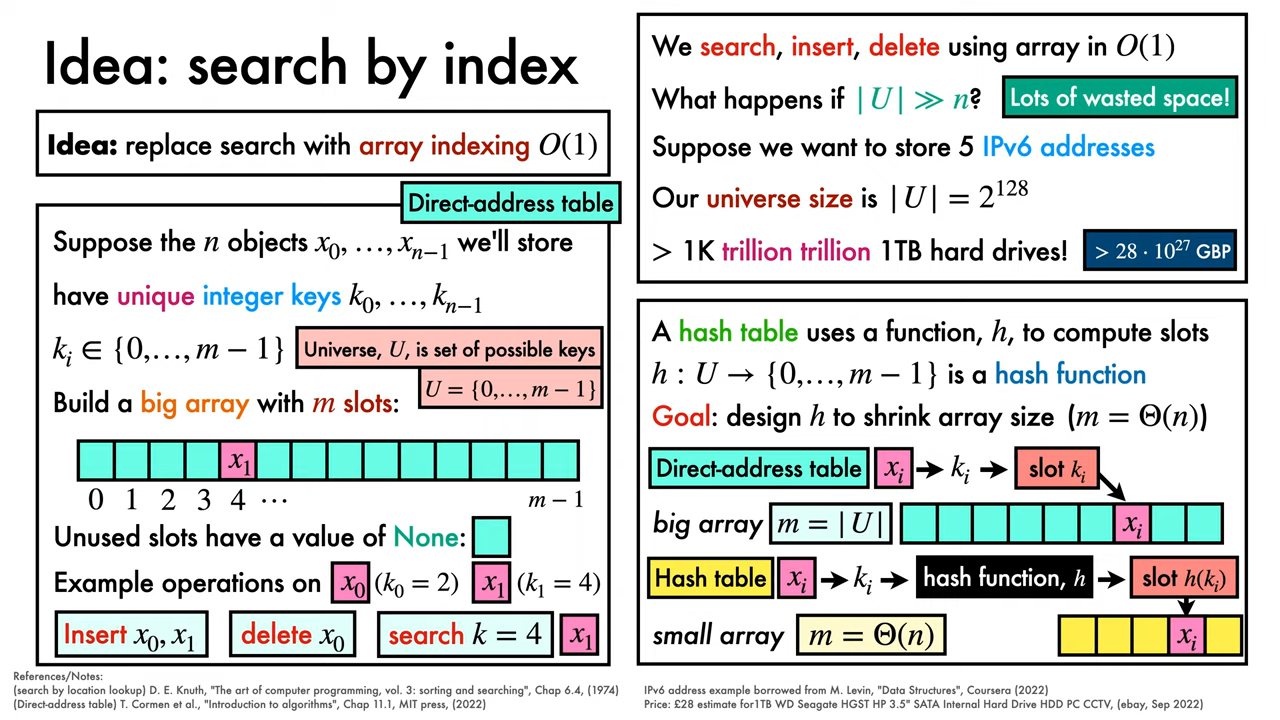 Idea: search by index
Idea: replace search with array indexing O(1)
Direct-address table
Suppose the n objects x₀, …, xₙ₋₁ we'll store
have unique integer keys k₀, …, kₙ₋₁
kᵢ ∈ {0,…, m − 1}
Universe, U, is set of possible keys
U = {0,…, m − 1}
Build a big array with m slots:
x₁
0 1 2 3 4 ⋯ m − 1
Unused slots have a value of None:
Example operations on x₀ (k₀ = 2) x₁ (k₁ = 4)
Insert x₀, x₁ delete x₀ search k = 4 x₁
We search, insert, delete using array in O(1)
What happens if |U| ≫ n? Lots of wasted space!
Suppose we want to store 5 IPv6 addresses
Our universe size is |U| = 2¹²⁸
> 1K trillion trillion 1TB hard drives! > 28 · 10²⁷ GBP
A hash table uses a function, h, to compute slots
h : U → {0,…, m − 1} is a hash function
Goal: design h to shrink array size (m = Θ(n))
Direct-address table xᵢ → kᵢ → slot kᵢ
big array m = |U| xᵢ
Hash table xᵢ → kᵢ → hash function, h → slot h(kᵢ)
small array m = Θ(n) xᵢ
References/Notes:
(search by location lookup) D. E. Knuth, "The art of computer programming, vol. 3: sorting and searching", Chap 6.4, (1974)
(Direct-address table) T. Cormen et al., "Introduction to algorithms", Chap 11.1, MIT press, (2022)
IPv6 address example borrowed from M. Levin, "Data Structures", Coursera (2022)
Price: £28 estimate for1TB WD Seagate HGST HP 3.5" SATA Internal Hard Drive HDD PC CCTV, (ebay, Sep 2022)